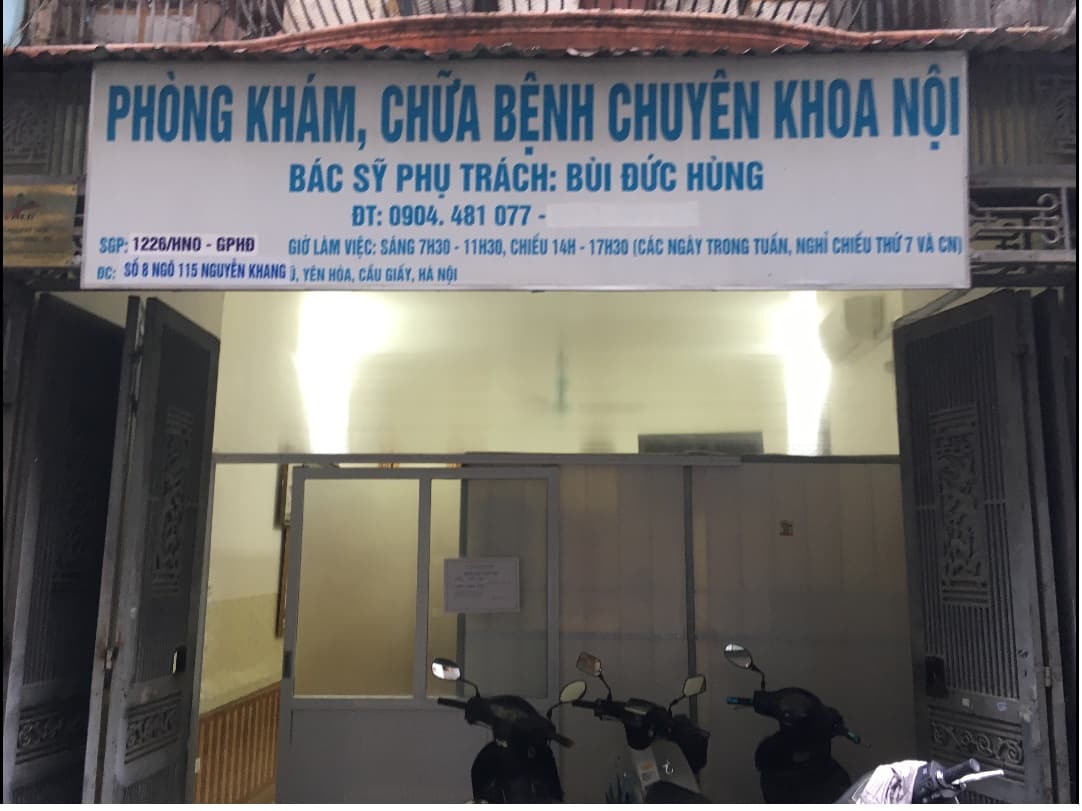 PHÒNG KHÁM, CHỮA BỆNH CHUYÊN KHOA NỘI
BÁC SỸ PHỤ TRÁCH: BÙI ĐỨC HÙNG
ĐT: 0904. 481 077 -
SGP: 1226/HNO - GPHĐ GIỜ LÀM VIỆC: SÁNG 7H30 - 11H30, CHIỀU 14H - 17H30 (CÁC NGÀY TRONG TUẦN, NGHỈ CHIỀU THỨ 7 VÀ CN)
ĐC: SỐ 8 NGÕ 115 NGUYỄN KHANG, YÊN HÒA, CẦU GIẤY, HÀ NỘI